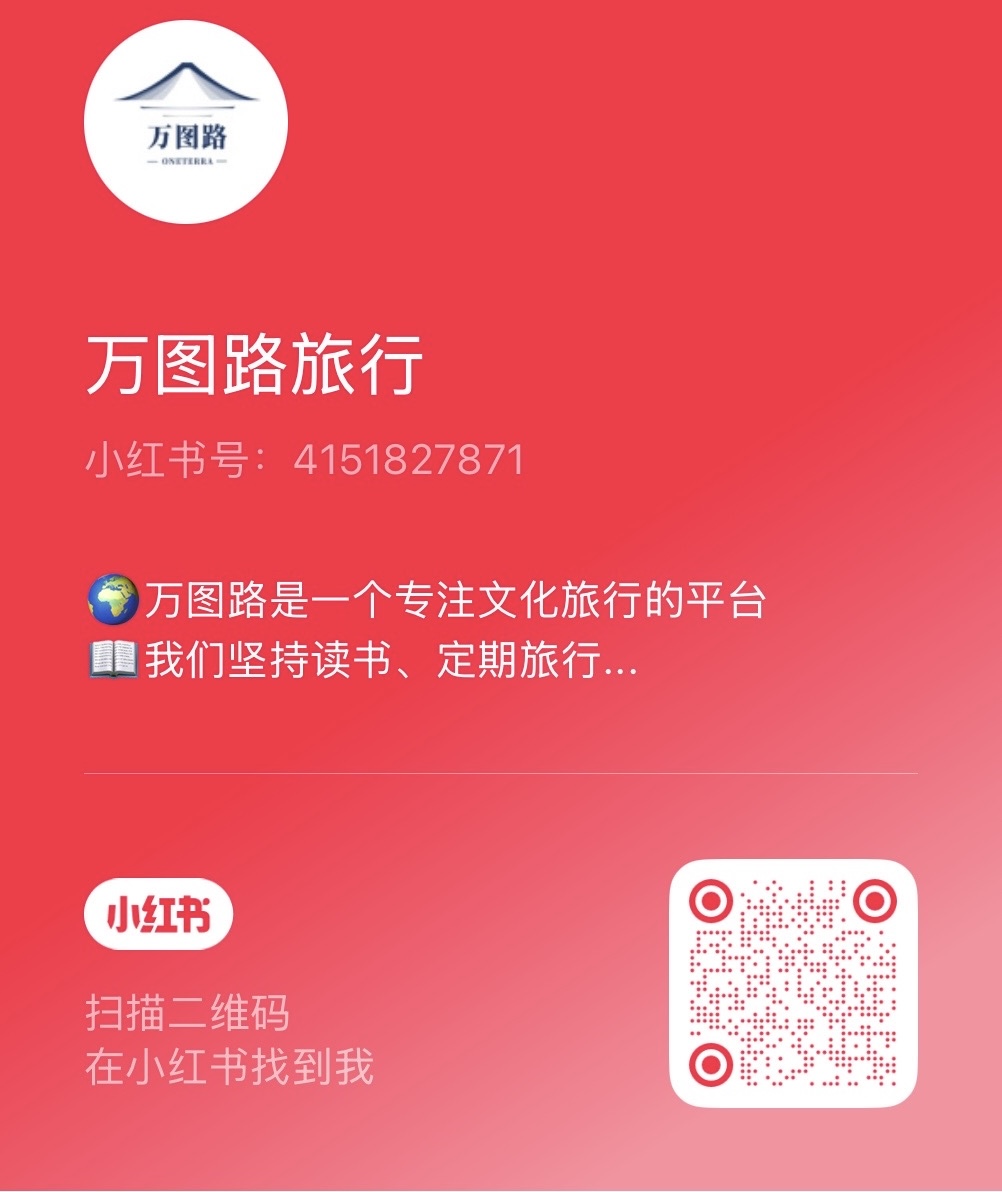 万图路
ONETERRA
万图路旅行
小红书号：4151827871
🌍万图路是一个专注文化旅行的平台
📖我们坚持读书、定期旅行...
小红书
扫描二维码
在小红书找到我